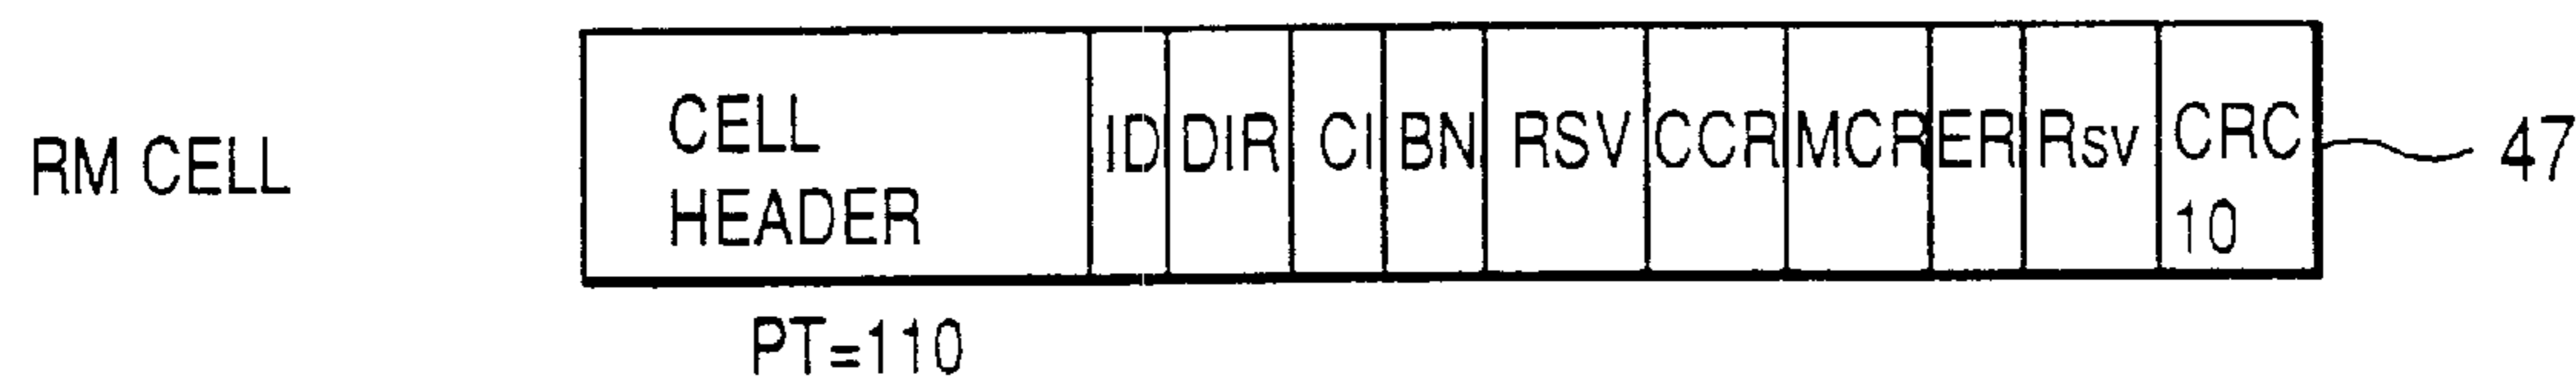 RM CELL
CELL
HEADER
ID DIR CI BN RSV CCR MCR ER Rsv CRC
10
47
PT=110